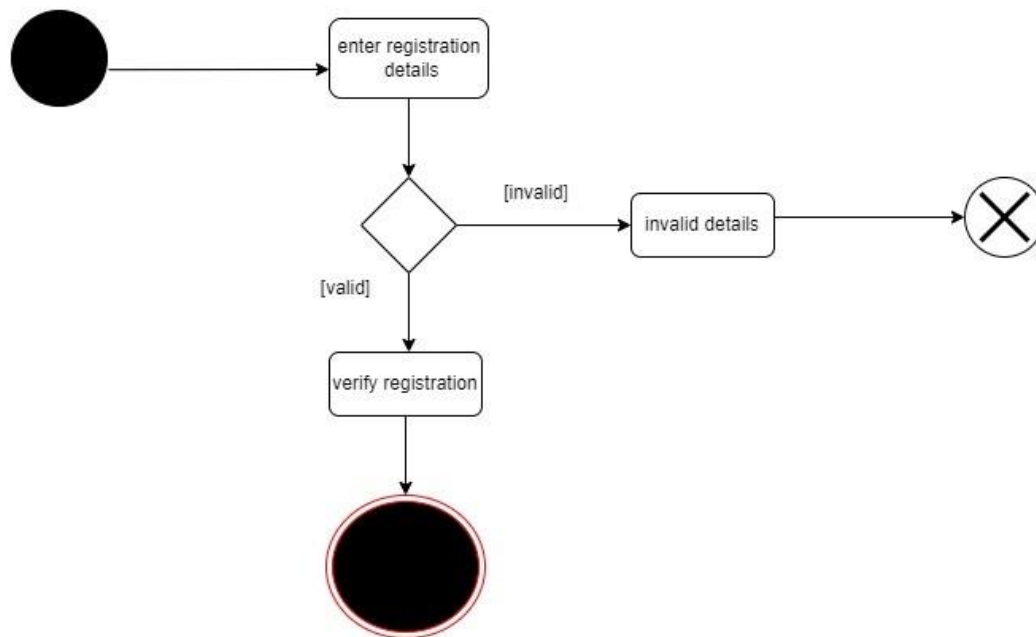 enter registration
details
[invalid]
invalid details
[valid]
verify registration